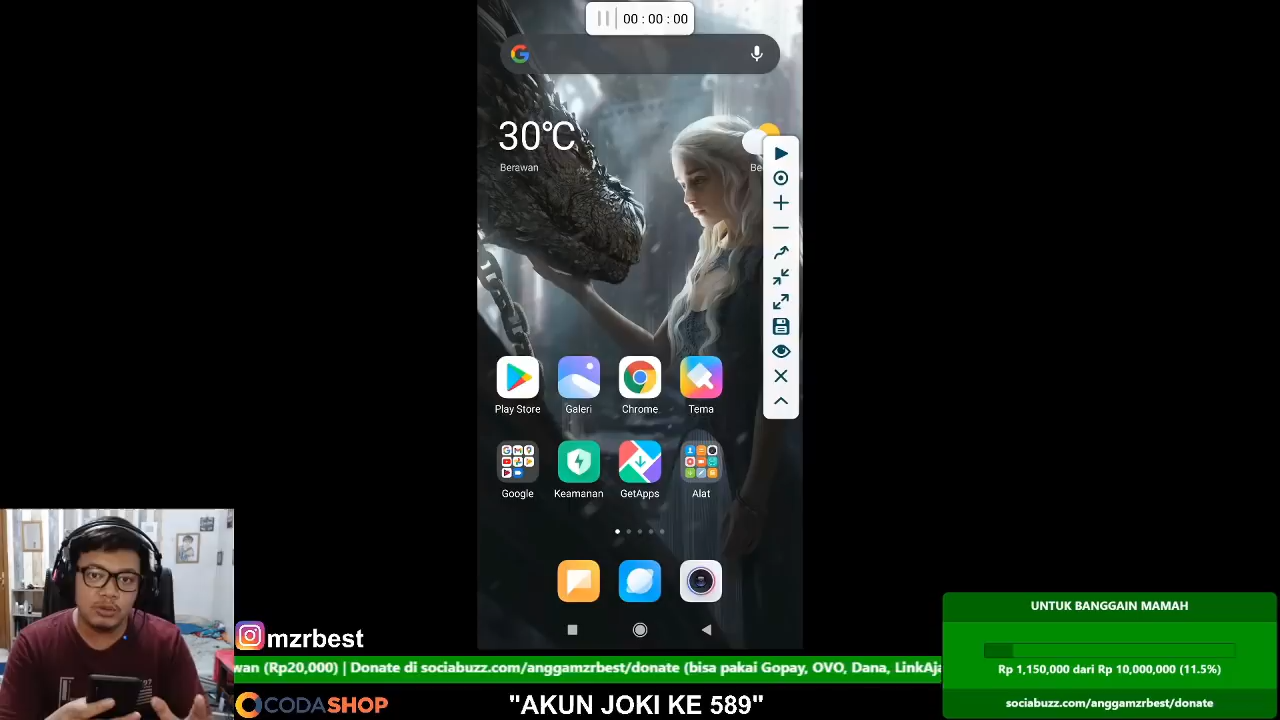 00 : 00 : 00
30°C
Berawan
Be
Play Store
Galeri
Chrome
Tema
Google
Keamanan
GetApps
Alat
UNTUK BANGGAIN MAMAH
Rp 1,150,000 dari Rp 10,000,000 (11.5%)
sociabuzz.com/anggamzrbest/donate
mzrbest
wan (Rp20,000) | Donate di sociabuzz.com/anggamzrbest/donate (bisa pakai Gopay, OVO, Dana, LinkAja
CODASHOP
"AKUN JOKI KE 589"